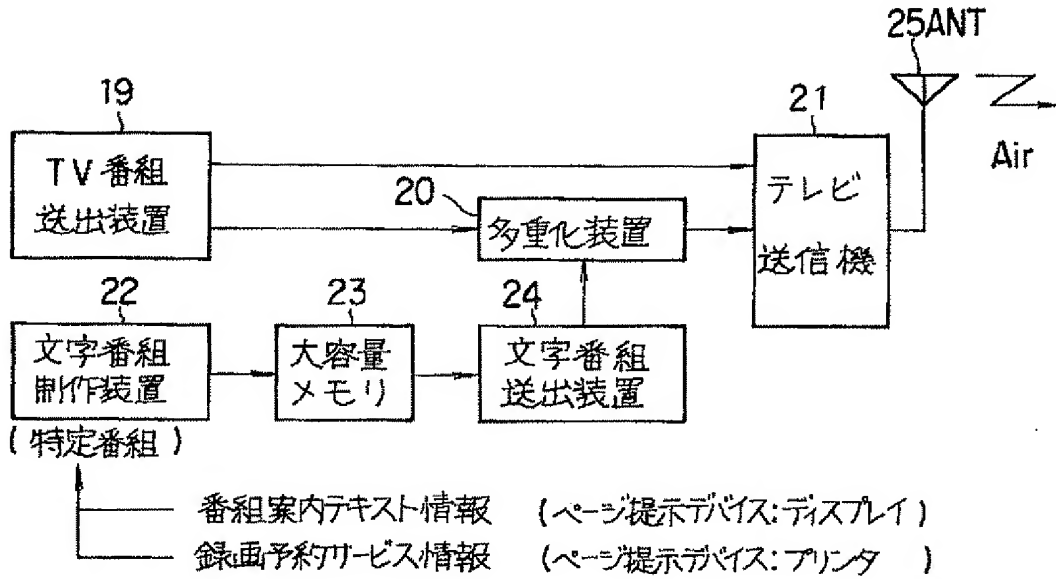 25ANT
19
21
TV番組
送出装置
テレビ
送信機
Air
20
多重化装置
22
23
24
文字番組
制作装置
大容量
メモリ
文字番組
送出装置
(特定番組)
番組案内テキスト情報 (ページ提示デバイス:ディスプレイ)
録画予約サービス情報 (ページ提示デバイス:プリンタ )